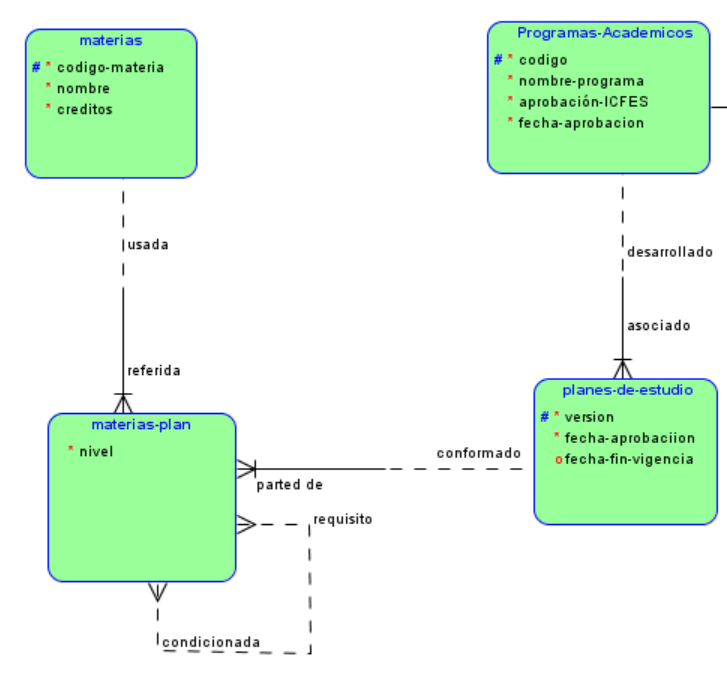 materias
# * codigo-materia
* nombre
* creditos
Programas-Academicos
# * codigo
* nombre-programa
* aprobación-ICFES
* fecha-aprobacion
usada
referida
desarrollado
asociado
materias-plan
* nivel
planes-de-estudio
# * version
* fecha-aprobaciion
o fecha-fin-vigencia
conformado
parted de
requisito
condicionada